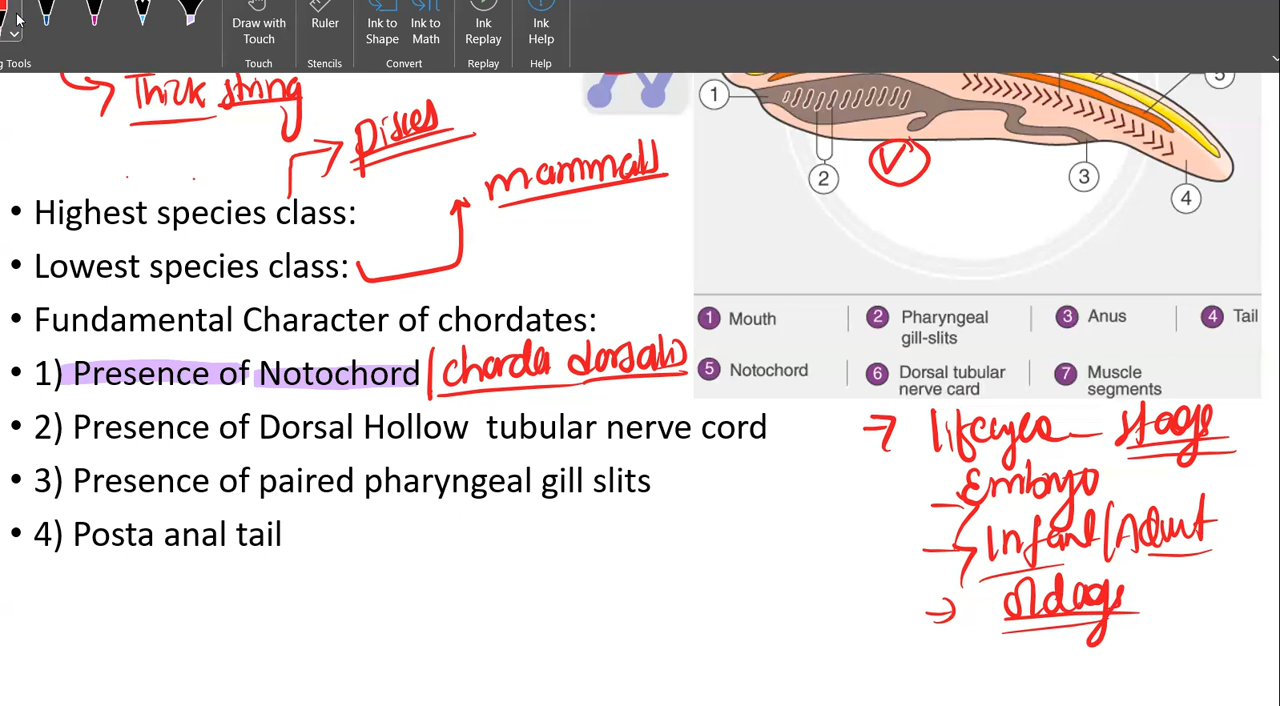 Draw with Touch
Ruler
Ink to Shape
Ink to Math
Ink Replay
Ink Help
ng Tools
Touch
Stencils
Convert
Replay
Help
→ Thick string
→ Pisces
mammals
• Highest species class:
• Lowest species class:
• Fundamental Character of chordates:
• 1) Presence of Notochord / chorda dorsalis
• 2) Presence of Dorsal Hollow tubular nerve cord
• 3) Presence of paired pharyngeal gill slits
• 4) Posta anal tail
1
2
V
3
4
5
1 Mouth
2 Pharyngeal gill-slits
3 Anus
4 Tail
5 Notochord
6 Dorsal tubular nerve card
7 Muscle segments
→ stage
Embryo
→ Infant / Adult
→ oldage